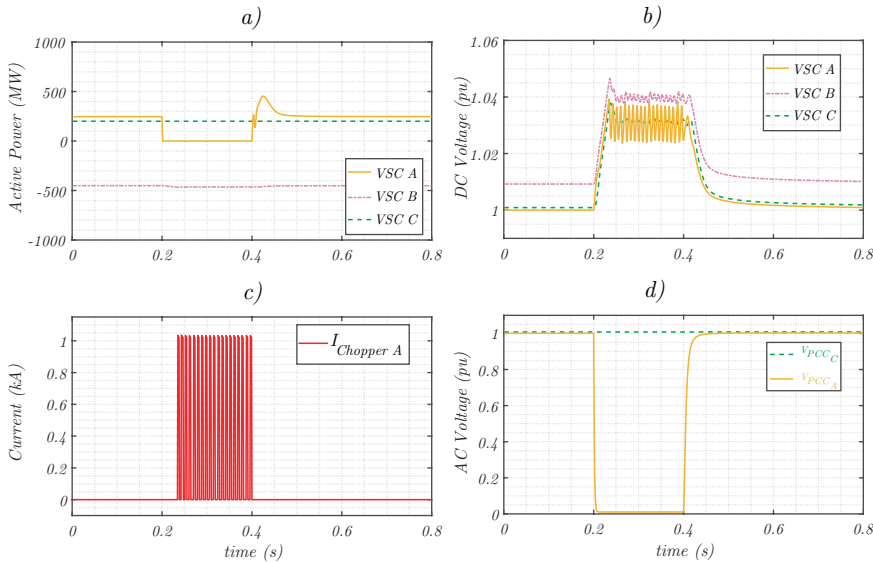 a)
Active Power (MW)
1000
500
0
-500
-1000
0
0.2
0.4
0.6
0.8
VSC A
VSC B
VSC C
b)
DC Voltage (pu)
1.06
1.04
1.02
1
0
0.2
0.4
0.6
0.8
VSC A
VSC B
VSC C
c)
Current (kA)
1
0.8
0.6
0.4
0.2
0
0
0.2
0.4
0.6
0.8
time (s)
I Chopper A
d)
AC Voltage (pu)
1
0.8
0.6
0.4
0.2
0
0
0.2
0.4
0.6
0.8
time (s)
V PCC C
V PCC A